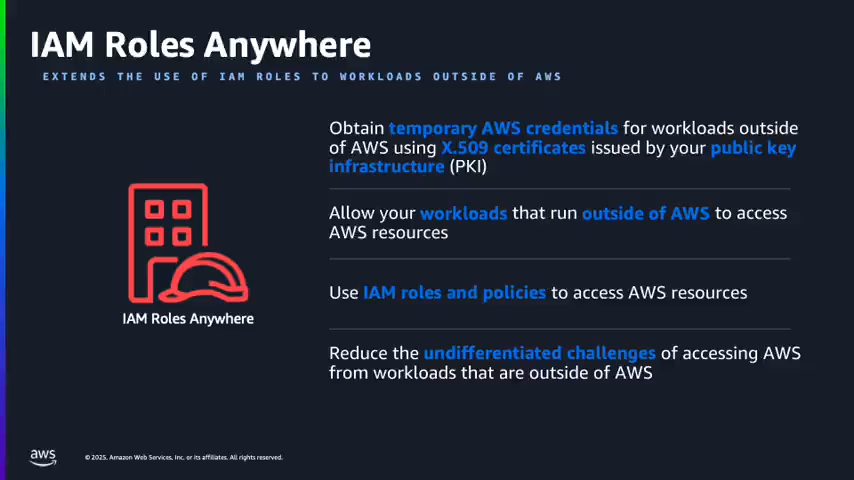 IAM Roles Anywhere
EXTENDS THE USE OF IAM ROLES TO WORKLOADS OUTSIDE OF AWS
Obtain temporary AWS credentials for workloads outside
of AWS using X.509 certificates issued by your public key
infrastructure (PKI)
Allow your workloads that run outside of AWS to access
AWS resources
IAM Roles Anywhere
Use IAM roles and policies to access AWS resources
Reduce the undifferentiated challenges of accessing AWS
from workloads that are outside of AWS
aws
© 2025, Amazon Web Services, Inc. or its affiliates. All rights reserved.